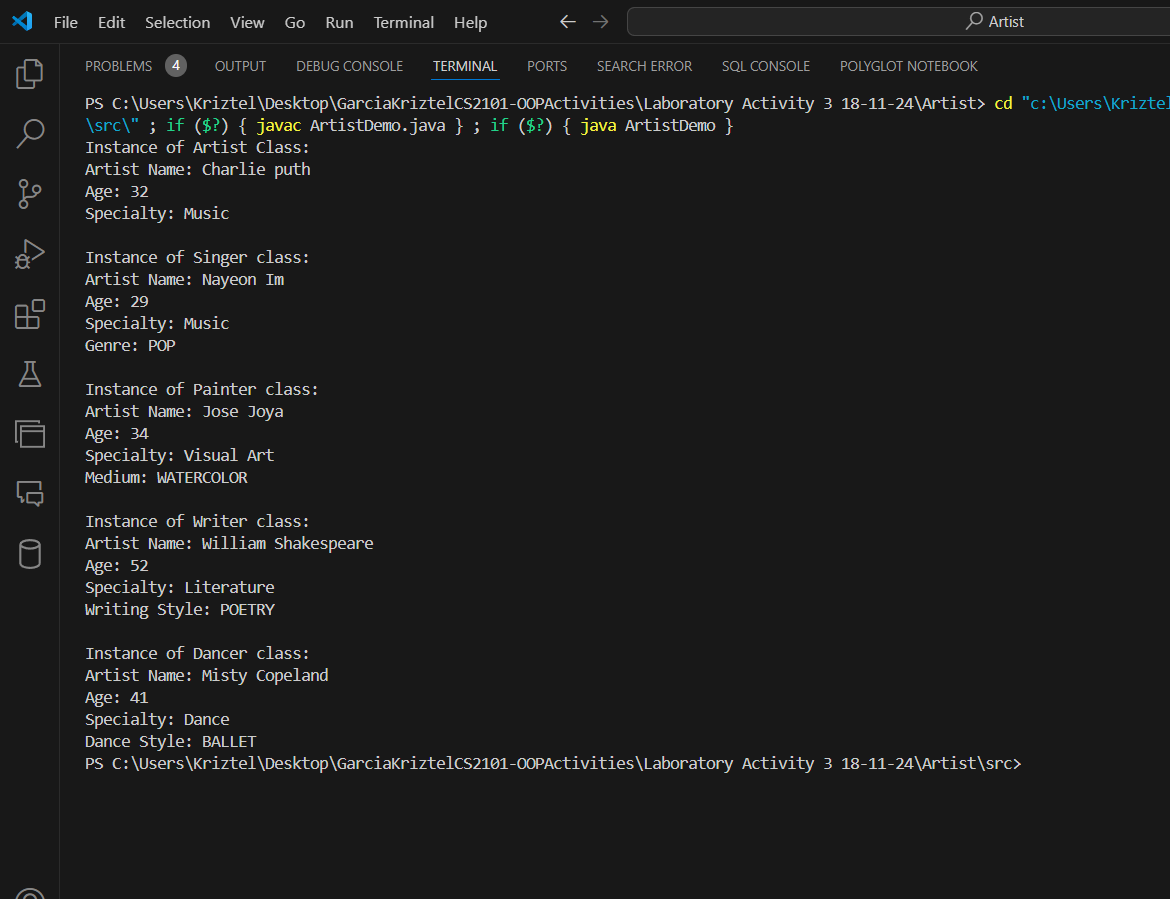 File Edit Selection View Go Run Terminal Help
Artist
PROBLEMS 4 OUTPUT DEBUG CONSOLE TERMINAL PORTS SEARCH ERROR SQL CONSOLE POLYGLOT NOTEBOOK
PS C:\Users\Kriztel\Desktop\GarciaKriztelCS2101-OOPActivities\Laboratory Activity 3 18-11-24\Artist> cd "c:\Users\Kriztel
\src\" ; if ($?) { javac ArtistDemo.java } ; if ($?) { java ArtistDemo }
Instance of Artist Class:
Artist Name: Charlie puth
Age: 32
Specialty: Music
Instance of Singer class:
Artist Name: Nayeon Im
Age: 29
Specialty: Music
Genre: POP
Instance of Painter class:
Artist Name: Jose Joya
Age: 34
Specialty: Visual Art
Medium: WATERCOLOR
Instance of Writer class:
Artist Name: William Shakespeare
Age: 52
Specialty: Literature
Writing Style: POETRY
Instance of Dancer class:
Artist Name: Misty Copeland
Age: 41
Specialty: Dance
Dance Style: BALLET
PS C:\Users\Kriztel\Desktop\GarciaKriztelCS2101-OOPActivities\Laboratory Activity 3 18-11-24\Artist\src>